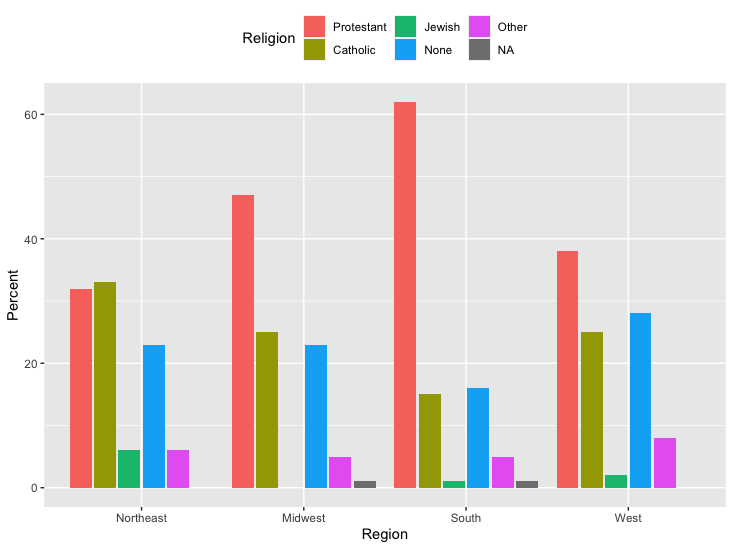 Religion
Protestant Jewish Other
Catholic None NA
Percent
60
40
20
0
Northeast Midwest South West
Region